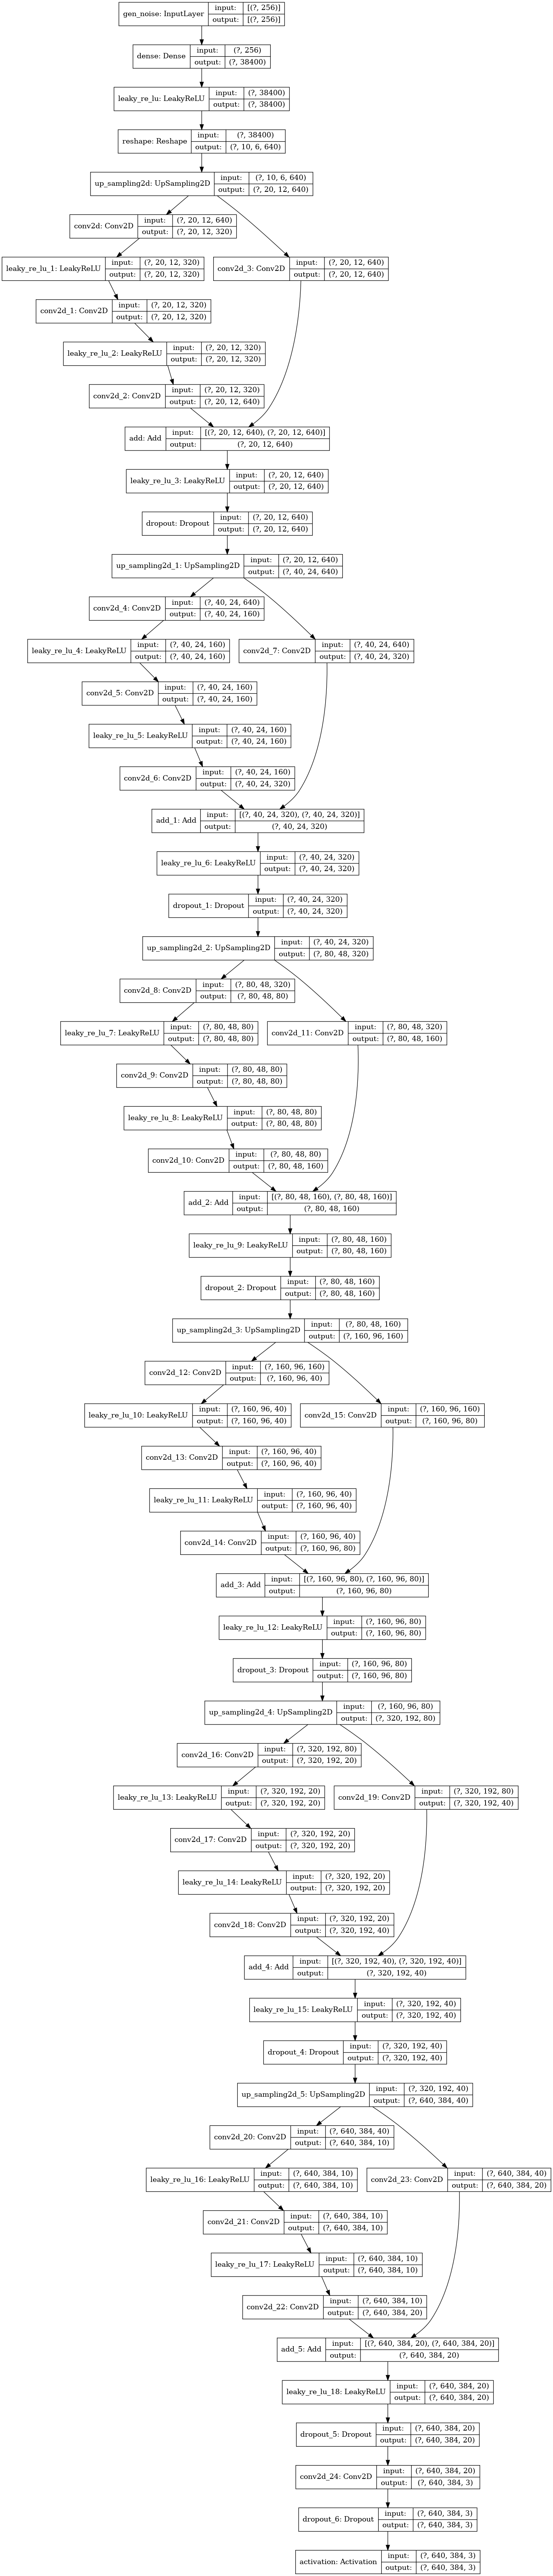 gen_noise: InputLayer input: [(?, 256)]
output: [(?, 256)]
dense: Dense input: (?, 256)
output: (?, 38400)
leaky_re_lu: LeakyReLU input: (?, 38400)
output: (?, 38400)
reshape: Reshape input: (?, 38400)
output: (?, 10, 6, 640)
up_sampling2d: UpSampling2D input: (?, 10, 6, 640)
output: (?, 20, 12, 640)
conv2d: Conv2D input: (?, 20, 12, 640)
output: (?, 20, 12, 320)
leaky_re_lu_1: LeakyReLU input: (?, 20, 12, 320)
output: (?, 20, 12, 320)
conv2d_3: Conv2D input: (?, 20, 12, 640)
output: (?, 20, 12, 640)
conv2d_1: Conv2D input: (?, 20, 12, 320)
output: (?, 20, 12, 320)
leaky_re_lu_2: LeakyReLU input: (?, 20, 12, 320)
output: (?, 20, 12, 320)
conv2d_2: Conv2D input: (?, 20, 12, 320)
output: (?, 20, 12, 640)
add: Add input: [(?, 20, 12, 640), (?, 20, 12, 640)]
output: (?, 20, 12, 640)
leaky_re_lu_3: LeakyReLU input: (?, 20, 12, 640)
output: (?, 20, 12, 640)
dropout: Dropout input: (?, 20, 12, 640)
output: (?, 20, 12, 640)
up_sampling2d_1: UpSampling2D input: (?, 20, 12, 640)
output: (?, 40, 24, 640)
conv2d_4: Conv2D input: (?, 40, 24, 640)
output: (?, 40, 24, 160)
leaky_re_lu_4: LeakyReLU input: (?, 40, 24, 160)
output: (?, 40, 24, 160)
conv2d_7: Conv2D input: (?, 40, 24, 640)
output: (?, 40, 24, 320)
conv2d_5: Conv2D input: (?, 40, 24, 160)
output: (?, 40, 24, 160)
leaky_re_lu_5: LeakyReLU input: (?, 40, 24, 160)
output: (?, 40, 24, 160)
conv2d_6: Conv2D input: (?, 40, 24, 160)
output: (?, 40, 24, 320)
add_1: Add input: [(?, 40, 24, 320), (?, 40, 24, 320)]
output: (?, 40, 24, 320)
leaky_re_lu_6: LeakyReLU input: (?, 40, 24, 320)
output: (?, 40, 24, 320)
dropout_1: Dropout input: (?, 40, 24, 320)
output: (?, 40, 24, 320)
up_sampling2d_2: UpSampling2D input: (?, 40, 24, 320)
output: (?, 80, 48, 320)
conv2d_8: Conv2D input: (?, 80, 48, 320)
output: (?, 80, 48, 80)
leaky_re_lu_7: LeakyReLU input: (?, 80, 48, 80)
output: (?, 80, 48, 80)
conv2d_11: Conv2D input: (?, 80, 48, 320)
output: (?, 80, 48, 160)
conv2d_9: Conv2D input: (?, 80, 48, 80)
output: (?, 80, 48, 80)
leaky_re_lu_8: LeakyReLU input: (?, 80, 48, 80)
output: (?, 80, 48, 80)
conv2d_10: Conv2D input: (?, 80, 48, 80)
output: (?, 80, 48, 160)
add_2: Add input: [(?, 80, 48, 160), (?, 80, 48, 160)]
output: (?, 80, 48, 160)
leaky_re_lu_9: LeakyReLU input: (?, 80, 48, 160)
output: (?, 80, 48, 160)
dropout_2: Dropout input: (?, 80, 48, 160)
output: (?, 80, 48, 160)
up_sampling2d_3: UpSampling2D input: (?, 80, 48, 160)
output: (?, 160, 96, 160)
conv2d_12: Conv2D input: (?, 160, 96, 160)
output: (?, 160, 96, 40)
leaky_re_lu_10: LeakyReLU input: (?, 160, 96, 40)
output: (?, 160, 96, 40)
conv2d_15: Conv2D input: (?, 160, 96, 160)
output: (?, 160, 96, 80)
conv2d_13: Conv2D input: (?, 160, 96, 40)
output: (?, 160, 96, 40)
leaky_re_lu_11: LeakyReLU input: (?, 160, 96, 40)
output: (?, 160, 96, 40)
conv2d_14: Conv2D input: (?, 160, 96, 40)
output: (?, 160, 96, 80)
add_3: Add input: [(?, 160, 96, 80), (?, 160, 96, 80)]
output: (?, 160, 96, 80)
leaky_re_lu_12: LeakyReLU input: (?, 160, 96, 80)
output: (?, 160, 96, 80)
dropout_3: Dropout input: (?, 160, 96, 80)
output: (?, 160, 96, 80)
up_sampling2d_4: UpSampling2D input: (?, 160, 96, 80)
output: (?, 320, 192, 80)
conv2d_16: Conv2D input: (?, 320, 192, 80)
output: (?, 320, 192, 20)
leaky_re_lu_13: LeakyReLU input: (?, 320, 192, 20)
output: (?, 320, 192, 20)
conv2d_19: Conv2D input: (?, 320, 192, 80)
output: (?, 320, 192, 40)
conv2d_17: Conv2D input: (?, 320, 192, 20)
output: (?, 320, 192, 20)
leaky_re_lu_14: LeakyReLU input: (?, 320, 192, 20)
output: (?, 320, 192, 20)
conv2d_18: Conv2D input: (?, 320, 192, 20)
output: (?, 320, 192, 40)
add_4: Add input: [(?, 320, 192, 40), (?, 320, 192, 40)]
output: (?, 320, 192, 40)
leaky_re_lu_15: LeakyReLU input: (?, 320, 192, 40)
output: (?, 320, 192, 40)
dropout_4: Dropout input: (?, 320, 192, 40)
output: (?, 320, 192, 40)
up_sampling2d_5: UpSampling2D input: (?, 320, 192, 40)
output: (?, 640, 384, 40)
conv2d_20: Conv2D input: (?, 640, 384, 40)
output: (?, 640, 384, 10)
leaky_re_lu_16: LeakyReLU input: (?, 640, 384, 10)
output: (?, 640, 384, 10)
conv2d_23: Conv2D input: (?, 640, 384, 40)
output: (?, 640, 384, 20)
conv2d_21: Conv2D input: (?, 640, 384, 10)
output: (?, 640, 384, 10)
leaky_re_lu_17: LeakyReLU input: (?, 640, 384, 10)
output: (?, 640, 384, 10)
conv2d_22: Conv2D input: (?, 640, 384, 10)
output: (?, 640, 384, 20)
add_5: Add input: [(?, 640, 384, 20), (?, 640, 384, 20)]
output: (?, 640, 384, 20)
leaky_re_lu_18: LeakyReLU input: (?, 640, 384, 20)
output: (?, 640, 384, 20)
dropout_5: Dropout input: (?, 640, 384, 20)
output: (?, 640, 384, 20)
conv2d_24: Conv2D input: (?, 640, 384, 20)
output: (?, 640, 384, 3)
dropout_6: Dropout input: (?, 640, 384, 3)
output: (?, 640, 384, 3)
activation: Activation input: (?, 640, 384, 3)
output: (?, 640, 384, 3)